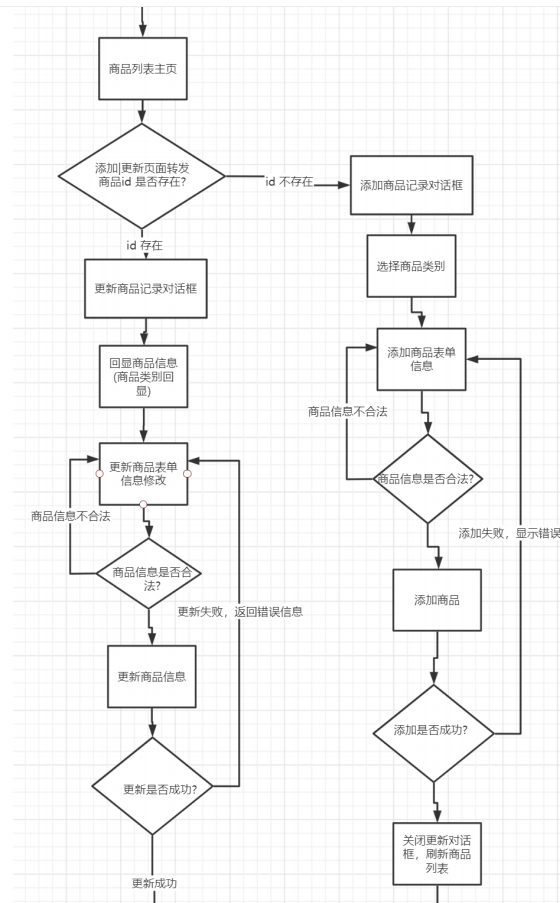 商品列表主页
添加|更新页面转发
商品id 是否存在?
id 不存在
添加商品记录对话框
id 存在
更新商品记录对话框
选择商品类别
回显商品信息
(商品类别回
显)
添加商品表单
信息
商品信息不合法
更新商品表单
信息修改
商品信息是否合法?
商品信息不合法
添加失败，显示错误
商品信息是否合
法?
添加商品
更新失败，返回错误信息
更新商品信息
添加是否成功?
更新是否成功?
关闭更新对话
框，刷新商品
列表
更新成功